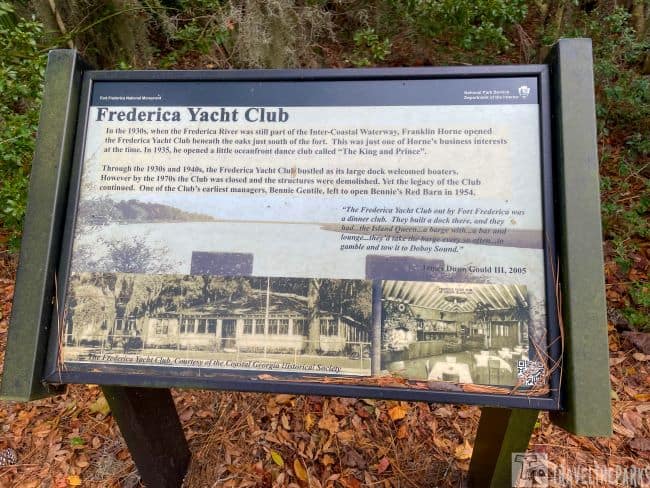 Fort Frederica National Monument
National Park Service
Department of the Interior
Frederica Yacht Club
In the 1930s, when the Frederica River was still part of the Inter-Coastal Waterway, Franklin Horne opened
the Frederica Yacht Club beneath the oaks just south of the fort. This was just one of Horne's business interests
at the time. In 1935, he opened a little oceanfront dance club called "The King and Prince".
Through the 1930s and 1940s, the Frederica Yacht Club bustled as its large dock welcomed boaters.
However by the 1970s the Club was closed and the structures were demolished. Yet the legacy of the Club
continued. One of the Club's earliest managers, Bennie Gentile, left to open Bennie's Red Barn in 1954.
"The Frederica Yacht Club out by Fort Frederica was
a dinner club. They built a dock there, and they
had...the Island Queen...a barge with...a bar and
lounge...they'd take the barge every so often...to
gamble and tow it to Doboy Sound."
James Dunn Gould III, 2005
The Frederica Yacht Club, Courtesy of the Coastal Georgia Historical Society
TRAVELTHEPARKS